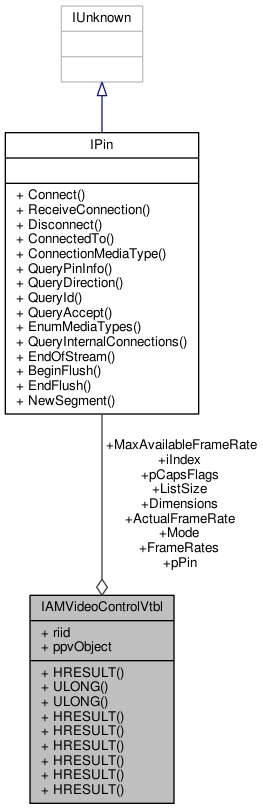 IUnknown
IPin
+ Connect()
+ ReceiveConnection()
+ Disconnect()
+ ConnectedTo()
+ ConnectionMediaType()
+ QueryPinInfo()
+ QueryDirection()
+ QueryId()
+ QueryAccept()
+ EnumMediaTypes()
+ QueryInternalConnections()
+ EndOfStream()
+ BeginFlush()
+ EndFlush()
+ NewSegment()
+MaxAvailableFrameRate
+iIndex
+pCapsFlags
+ListSize
+Dimensions
+ActualFrameRate
+Mode
+FrameRates
+pPin
IAMVideoControlVtbl
+ riid
+ ppvObject
+ HRESULT()
+ ULONG()
+ ULONG()
+ HRESULT()
+ HRESULT()
+ HRESULT()
+ HRESULT()
+ HRESULT()
+ HRESULT()